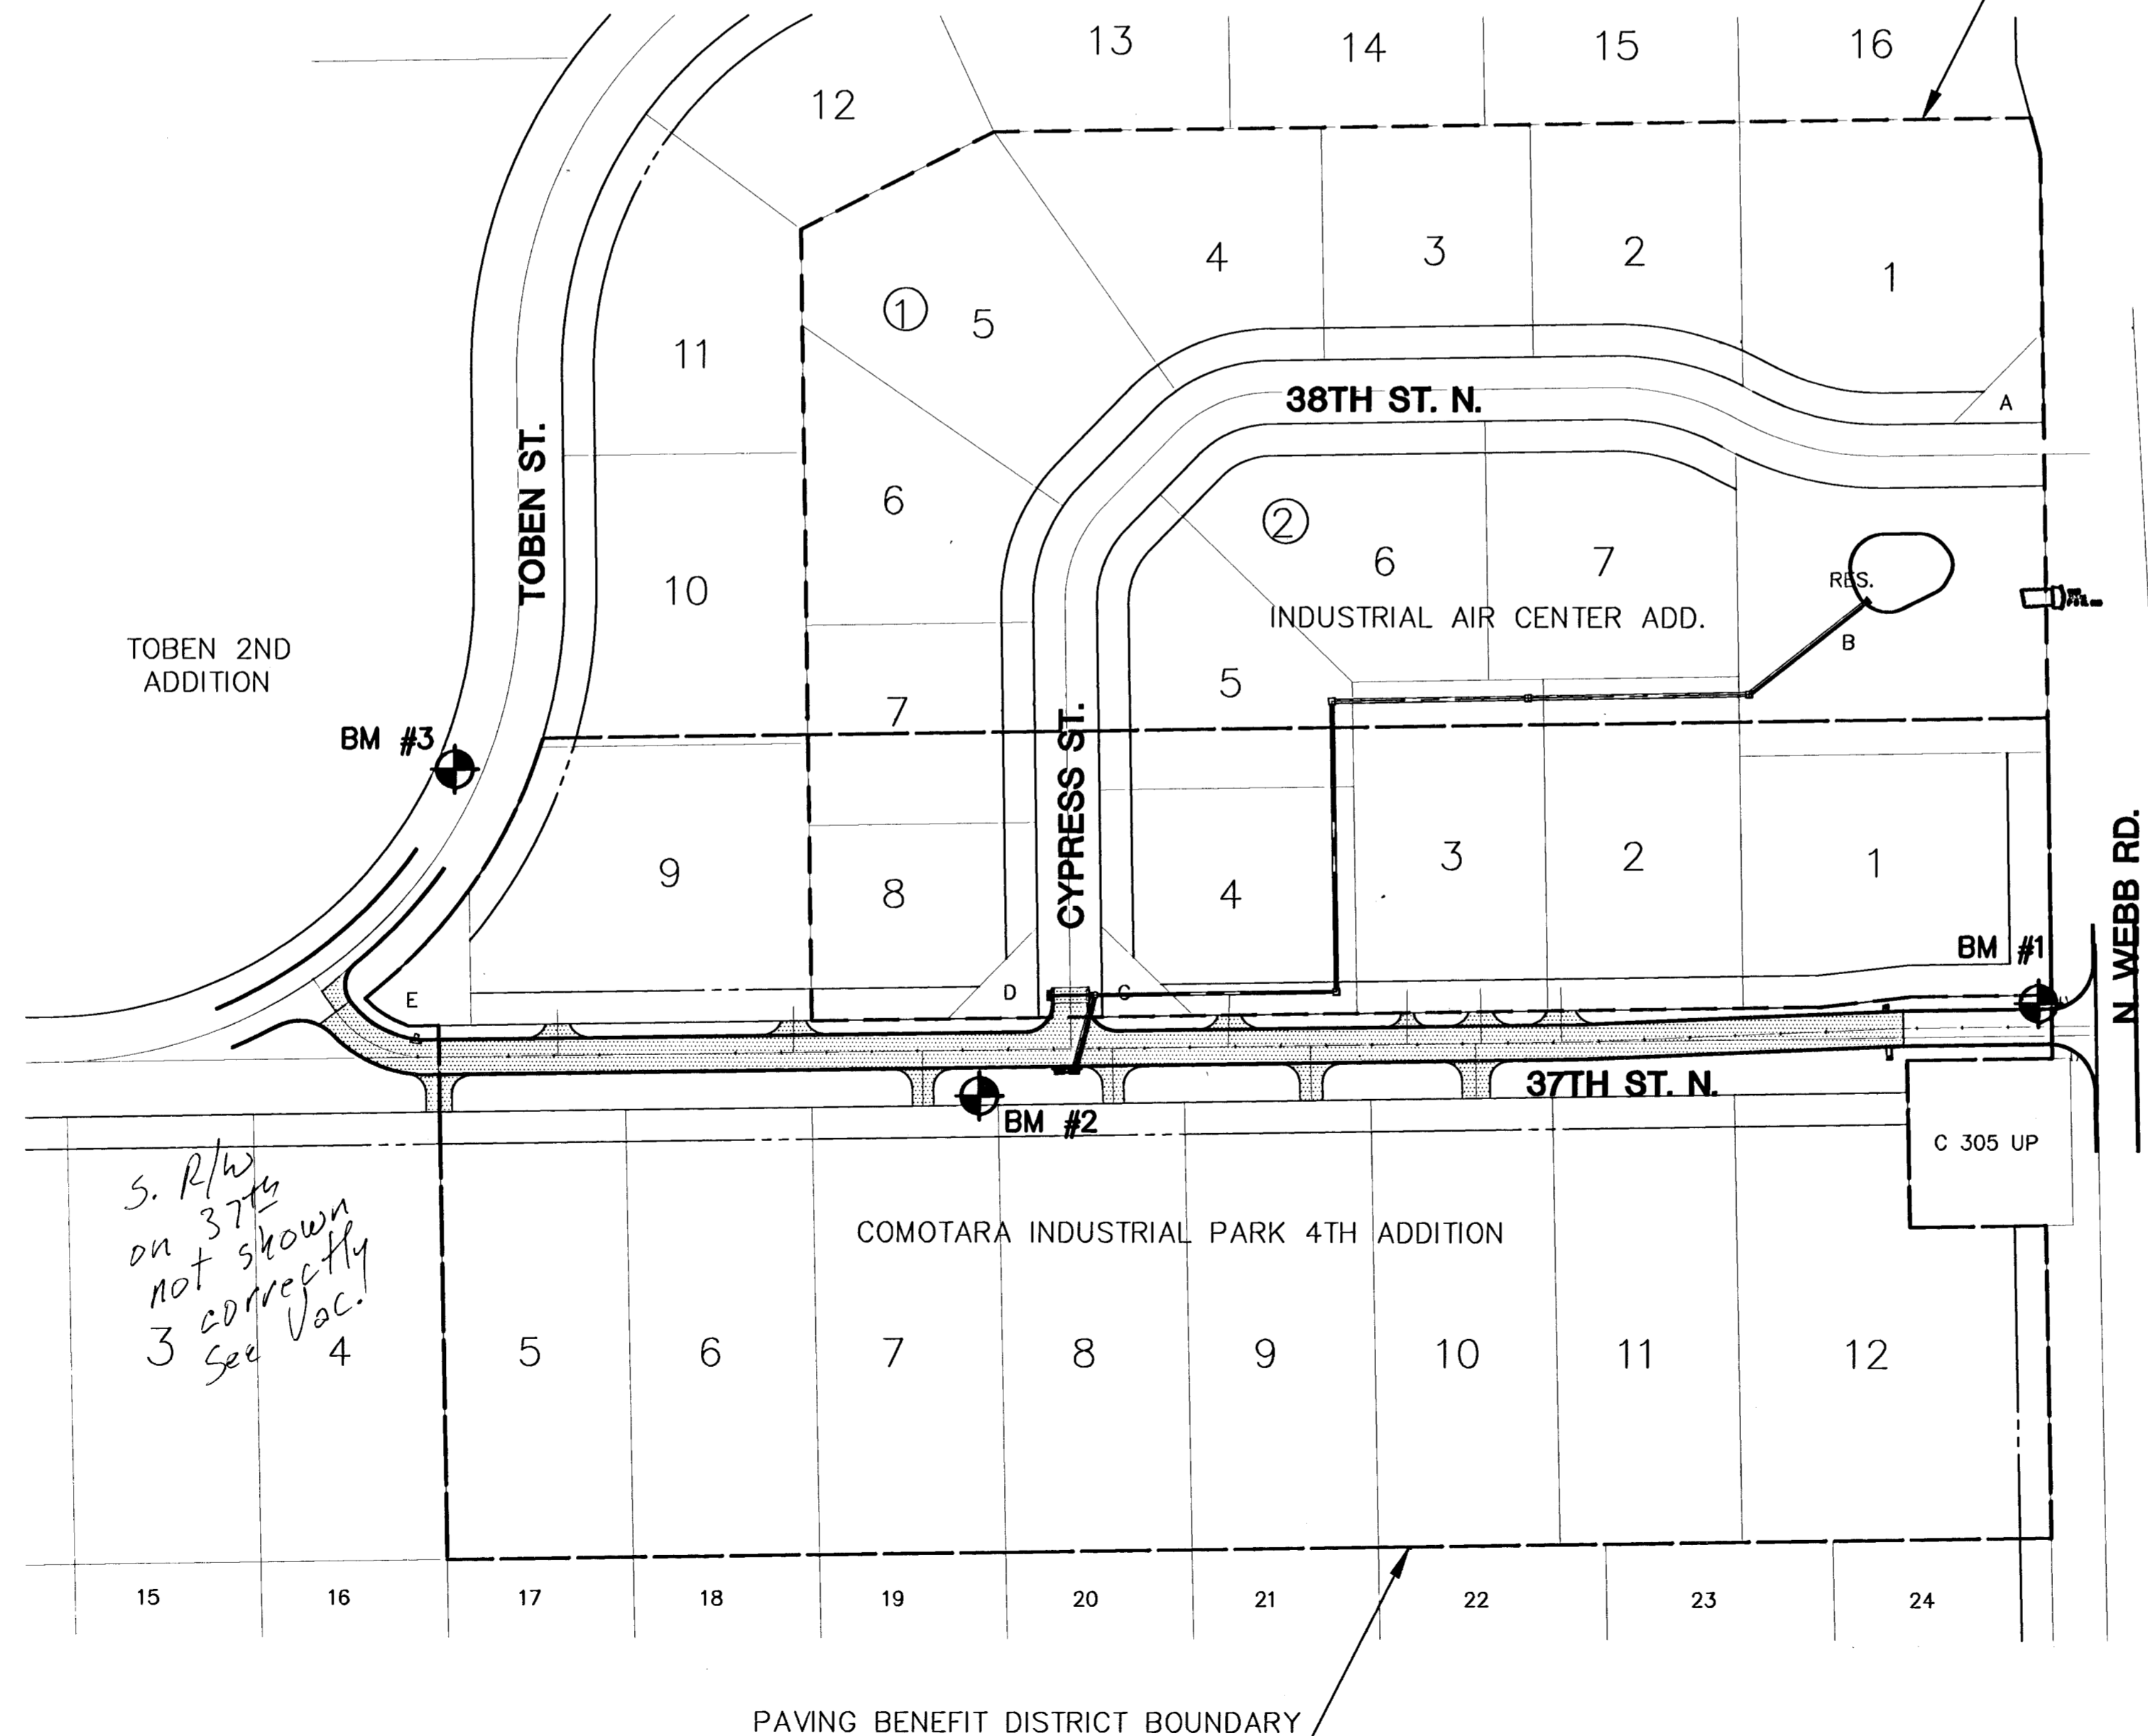 13
14
15
16
12
4
3
2
1
1
5
11
38TH ST. N.
A
TOBEN ST.
6
2
6
7
10
RES.
INDUSTRIAL AIR CENTER ADD.
B
TOBEN 2ND
ADDITION
5
7
BM #3
CYPRESS ST.
3
2
1
9
8
4
N. WEBB RD.
BM #1
E
D
C
37TH ST. N.
BM #2
C 305 UP
S. R/W
on 37th
not shown
correctly
See Vac.
COMOTARA INDUSTRIAL PARK 4TH ADDITION
3
4
5
6
7
8
9
10
11
12
15
16
17
18
19
20
21
22
23
24
PAVING BENEFIT DISTRICT BOUNDARY